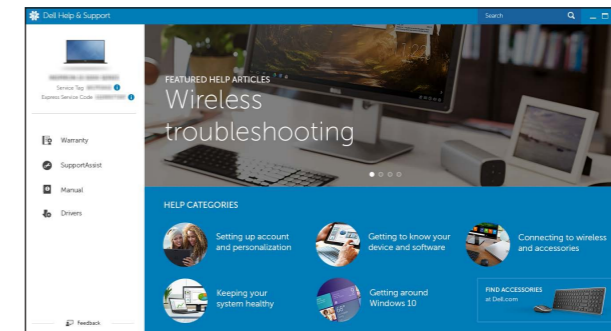 Dell Help & Support
Search
Service Tag
Express Service Code
Warranty
SupportAssist
Manual
Drivers
Feedback
FEATURED HELP ARTICLES
Wireless
troubleshooting
HELP CATEGORIES
Setting up account
and personalization
Getting to know your
device and software
Connecting to wireless
and accessories
Keeping your
system healthy
Getting around
Windows 10
FIND ACCESSORIES
at Dell.com